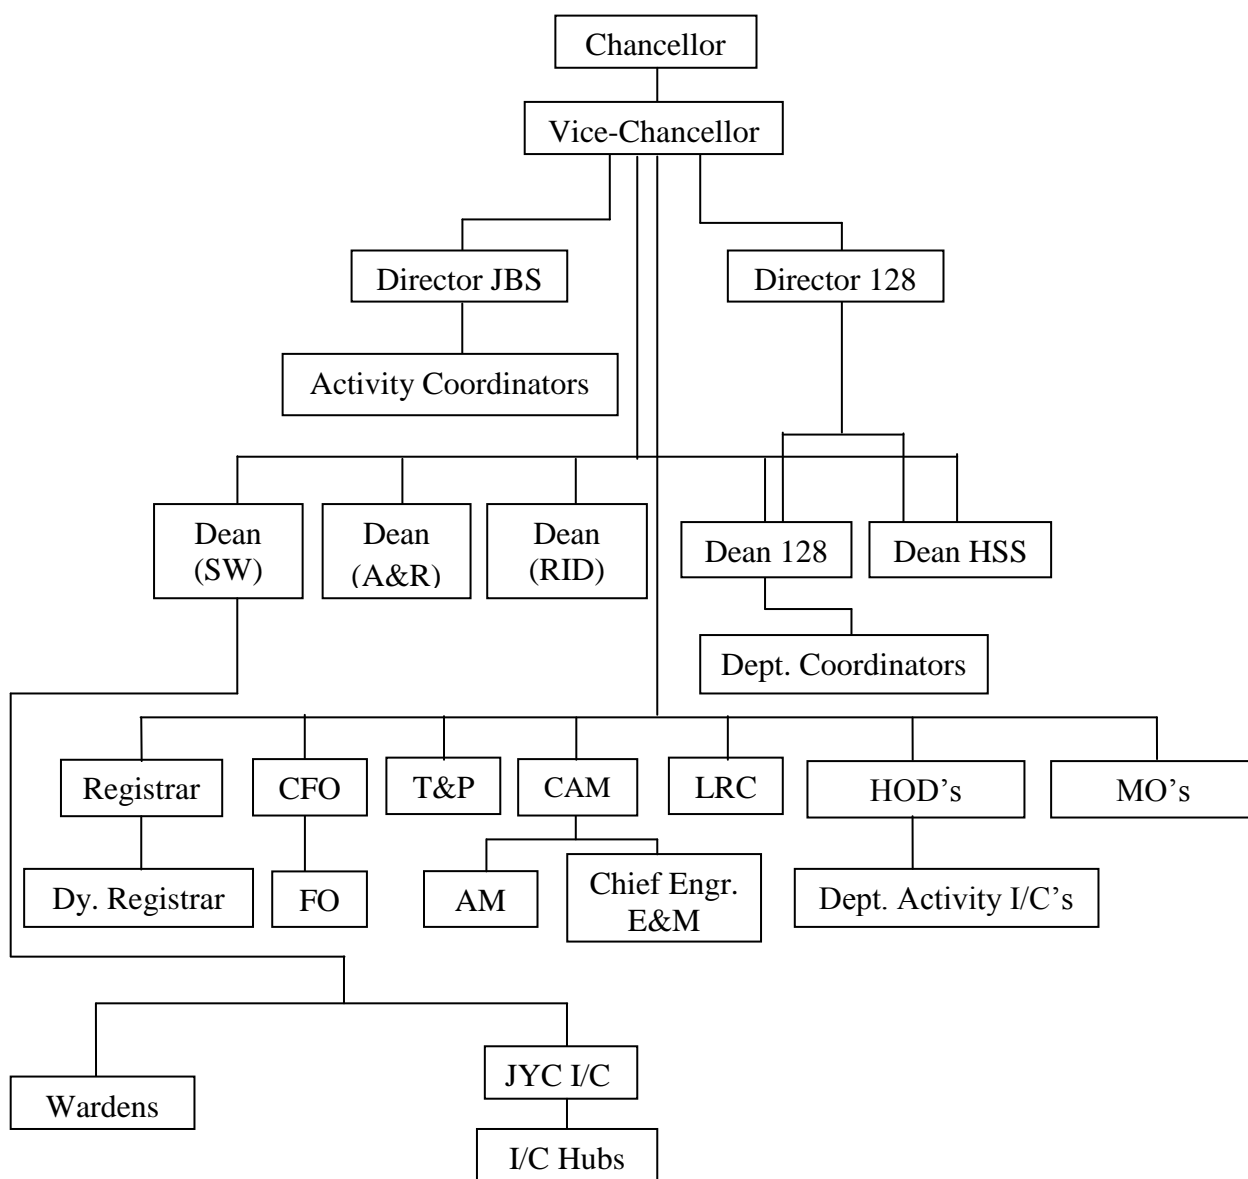 Chancellor
Vice-Chancellor
Director JBS
Director 128
Activity Coordinators
Dean
(SW)
Dean
(A&R)
Dean
(RID)
Dean 128
Dean HSS
Dept. Coordinators
Registrar
CFO
T&P
CAM
LRC
HOD’s
MO’s
Dy. Registrar
FO
AM
Chief Engr.
E&M
Dept. Activity I/C’s
JYC I/C
Wardens
I/C Hubs